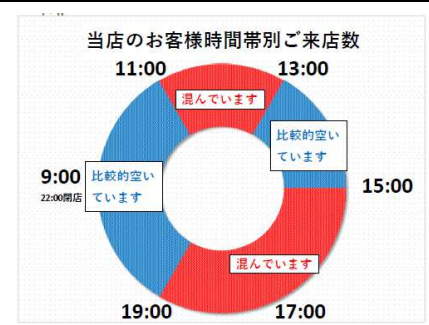 当店のお客様時間帯別ご来店数
11:00
13:00
混んでいます
比較的空い
ています
9:00
22:00閉店
比較的空い
ています
15:00
混んでいます
19:00
17:00